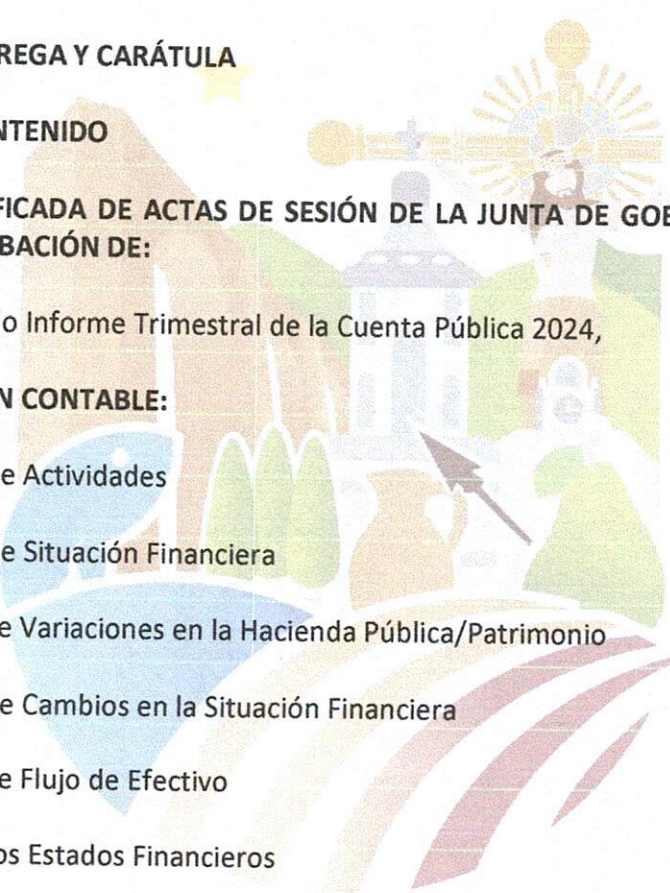 REGA Y CARÁTULA
NTENIDO
FICADA DE ACTAS DE SESIÓN DE LA JUNTA DE GOB
BACIÓN DE:
o Informe Trimestral de la Cuenta Pública 2024,
N CONTABLE:
e Actividades
e Situación Financiera
e Variaciones en la Hacienda Pública/Patrimonio
e Cambios en la Situación Financiera
e Flujo de Efectivo
os Estados Financieros